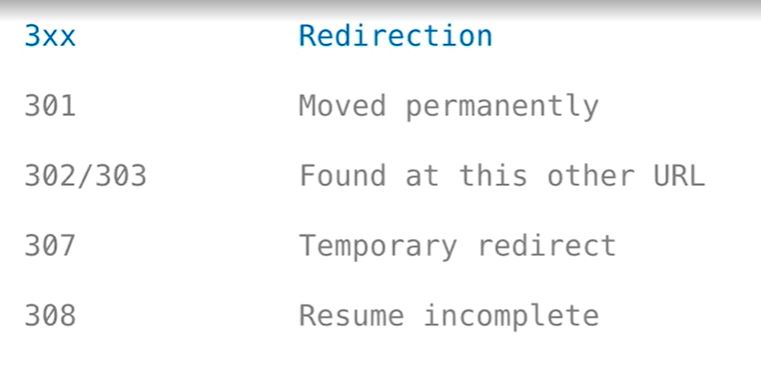 3xx Redirection
301 Moved permanently
302/303 Found at this other URL
307 Temporary redirect
308 Resume incomplete